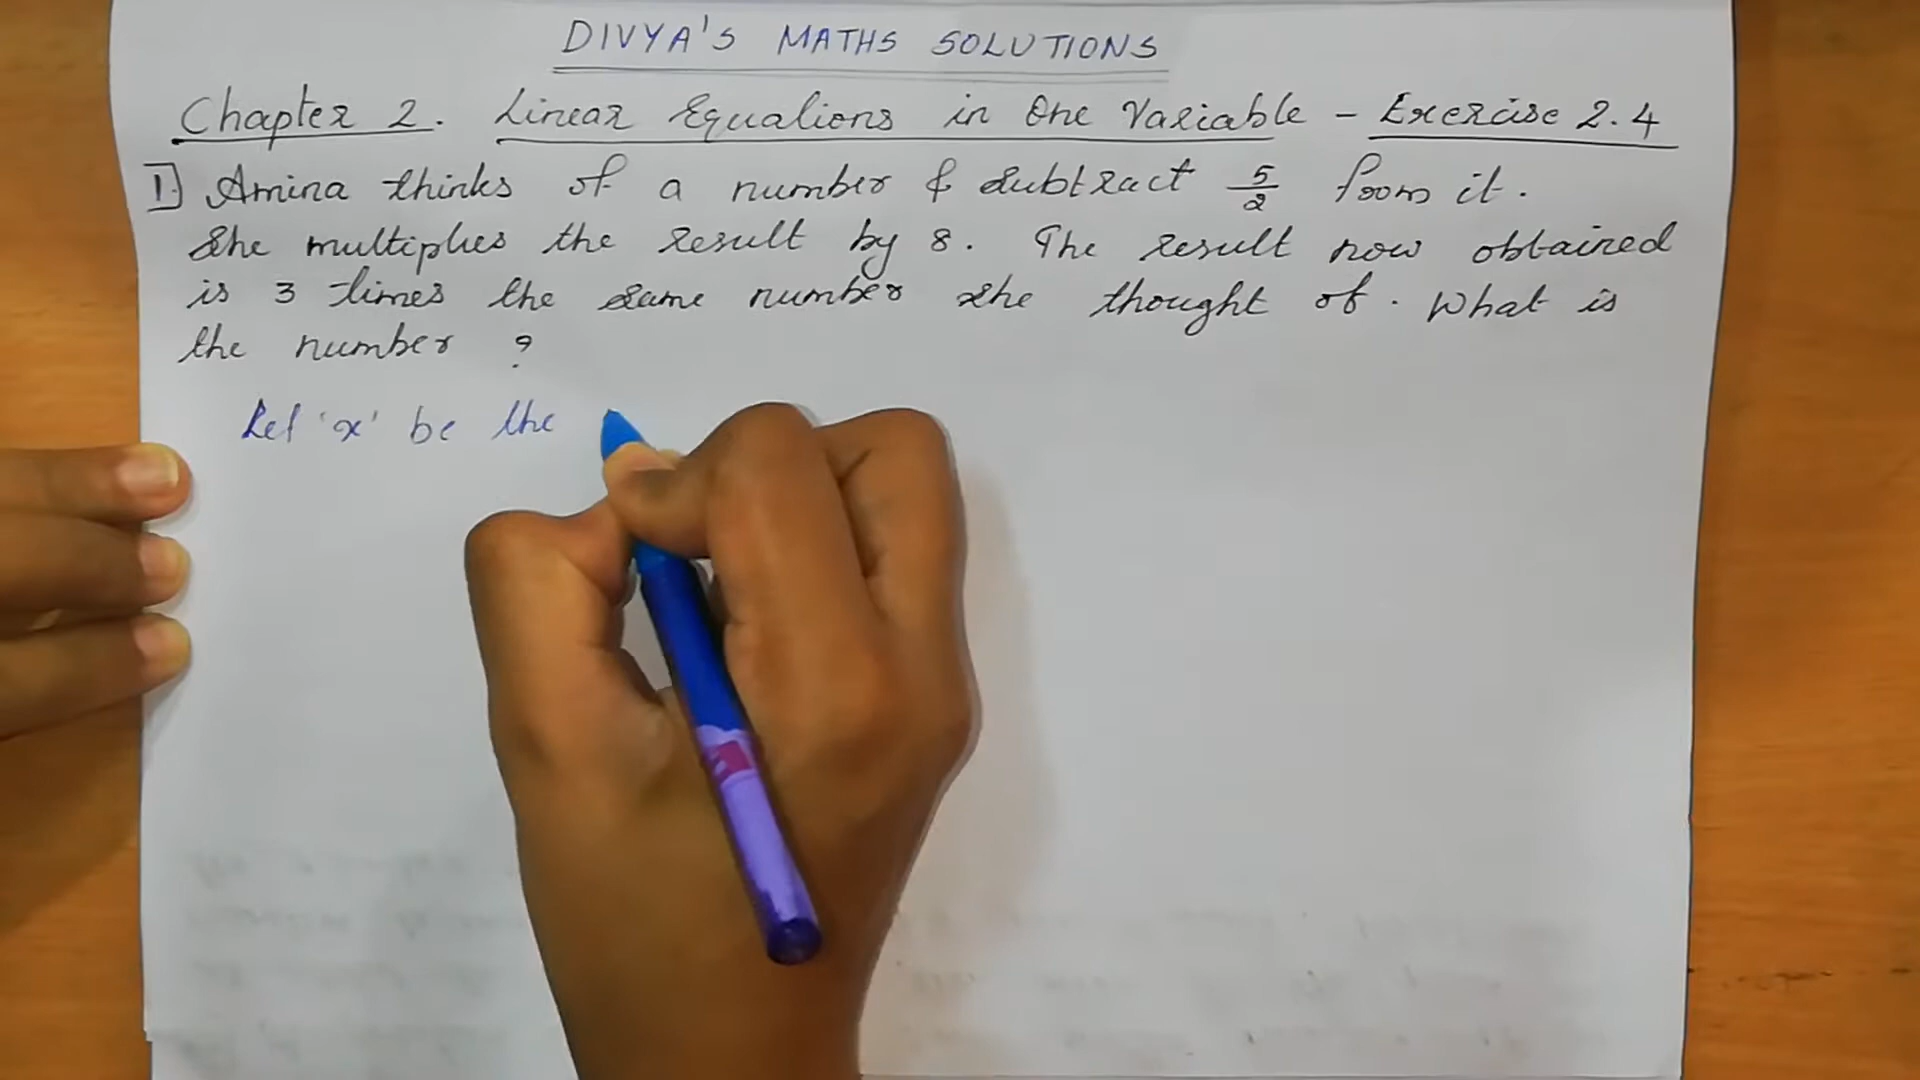 DIVYA'S MATHS SOLUTIONS
Chapter 2. Linear Equations in One Variable - Exercise 2.4
1. Amina thinks of a number & subtract 5/2 from it.
She multiplies the result by 8. The result now obtained
is 3 times the same number she thought of. What is
the number ?
Let 'x' be the